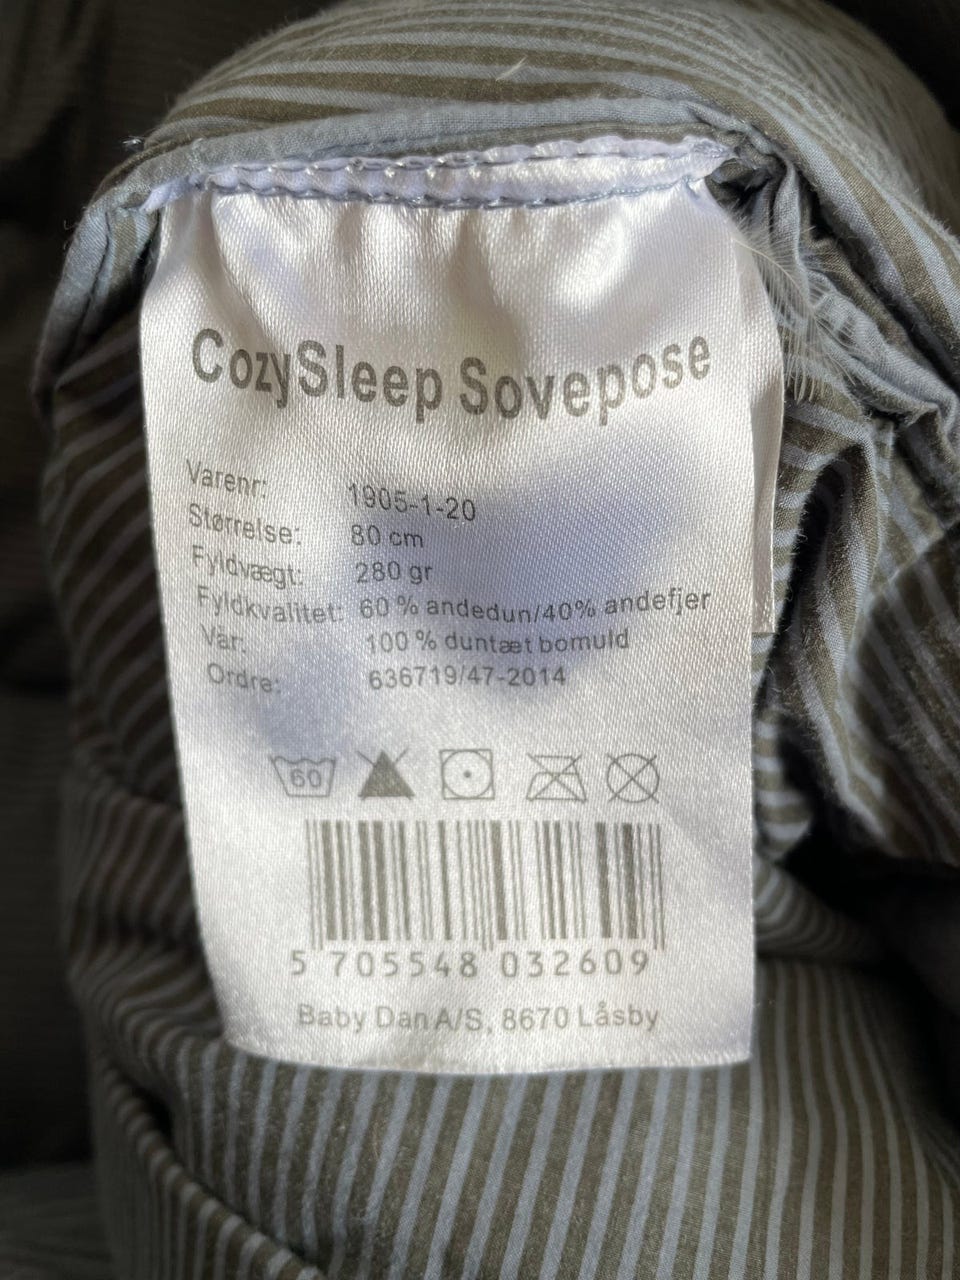 CozySleep Sovepose
Varenr: 1905-1-20
Størrelse: 80 cm
Fyldvægt: 280 gr
Fyldkvalitet: 60 % andedun/40% andefjer
Vår: 100 % duntæt bomuld
Ordre: 636719/47-2014
60
5 705548 032609
Baby Dan A/S, 8670 Låsby